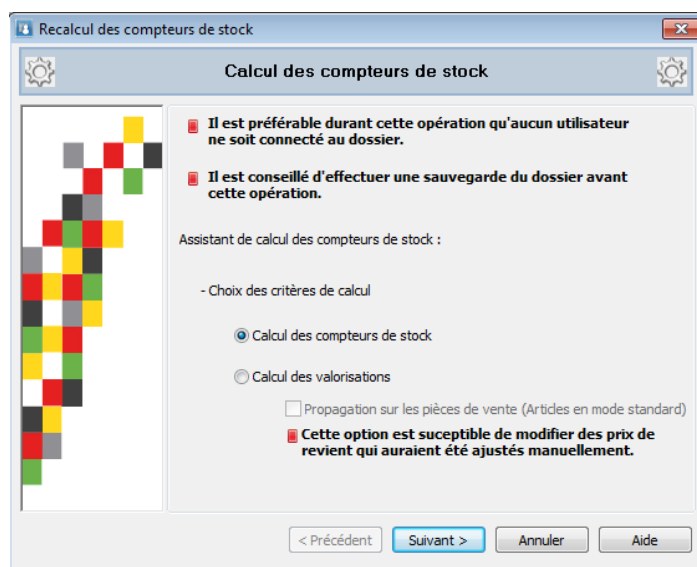 Recalcul des compteurs de stock
Calcul des compteurs de stock
Il est préférable durant cette opération qu'aucun utilisateur
ne soit connecté au dossier.
Il est conseillé d'effectuer une sauvegarde du dossier avant
cette opération.
Assistant de calcul des compteurs de stock :
- Choix des critères de calcul
Calcul des compteurs de stock
Calcul des valorisations
Propagation sur les pièces de vente (Articles en mode standard)
Cette option est suceptible de modifier des prix de
revient qui auraient été ajustés manuellement.
< Précédent
Suivant >
Annuler
Aide